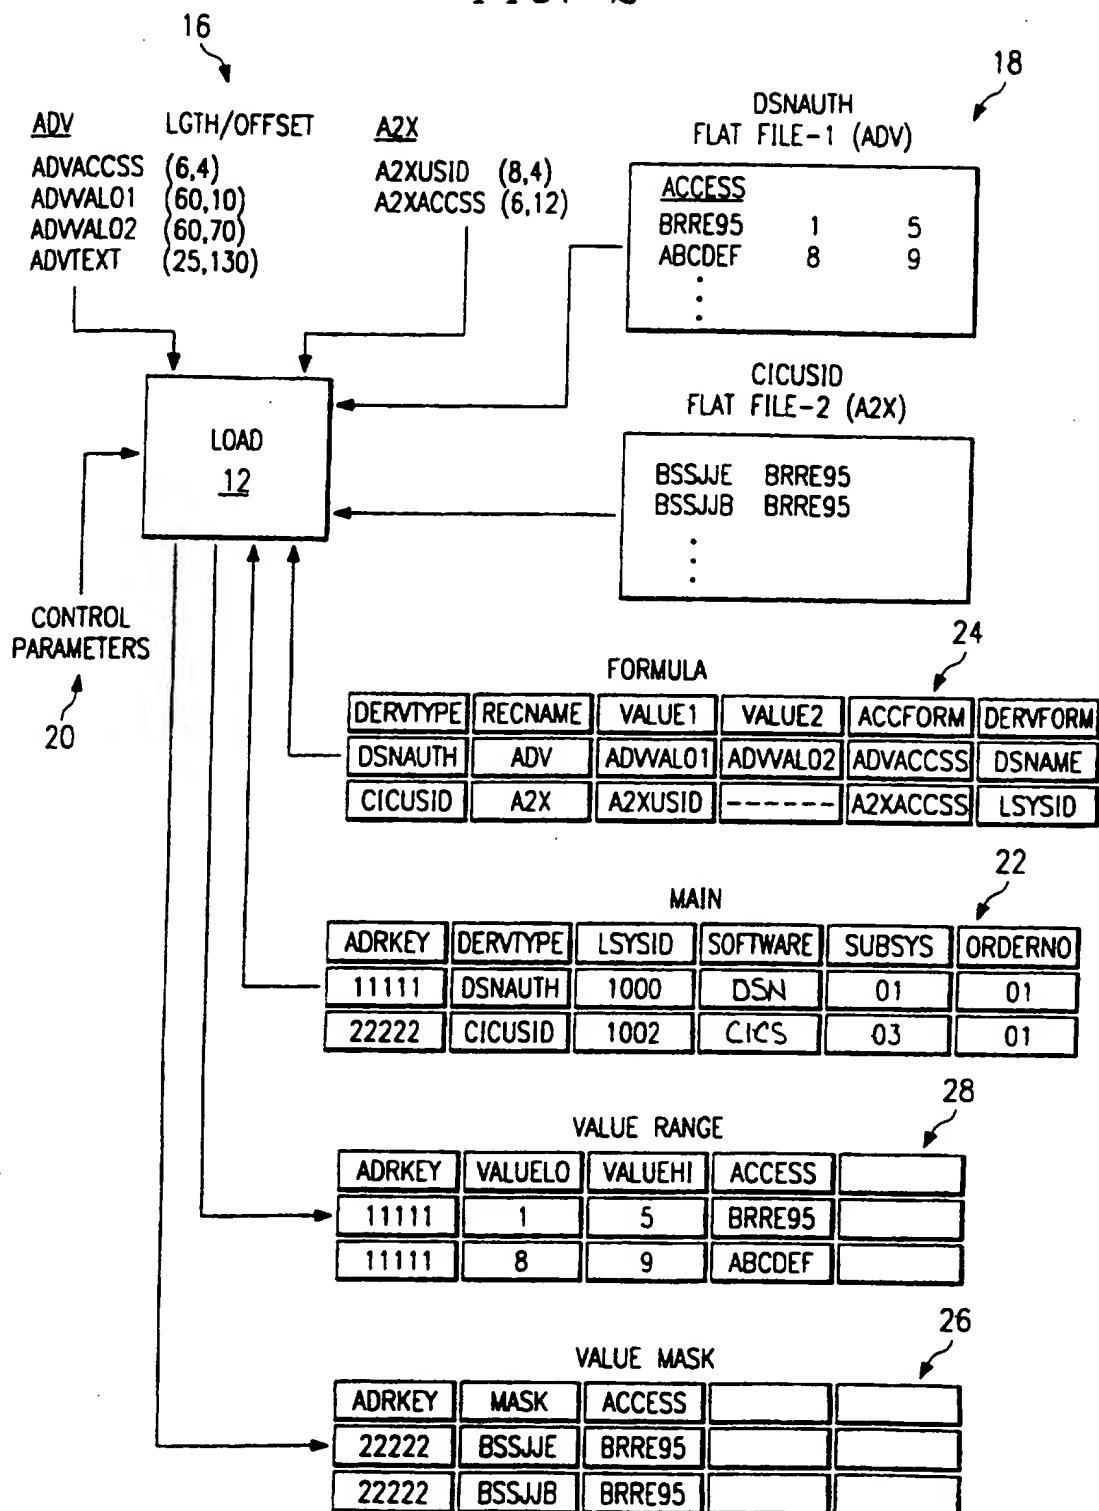 16
18
ADV LGTH/OFFSET
ADVACCSS (6,4)
ADVVAL01 (60,10)
ADVVAL02 (60,70)
ADVTEXT (25,130)
A2X
A2XUSID (8,4)
A2XACCSS (6,12)
DSNAUTH
FLAT FILE-1 (ADV)
ACCESS
BRRE95 1 5
ABCDEF 8 9
CICUSID
FLAT FILE-2 (A2X)
BSSJJE BRRE95
BSSJJB BRRE95
LOAD
12
CONTROL
PARAMETERS
20
24
FORMULA
DERVTYPE RECNAME VALUE1 VALUE2 ACCFORM DERVFORM
DSNAUTH ADV ADVVAL01 ADVVAL02 ADVACCSS DSNAME
CICUSID A2X A2XUSID ------ A2XACCSS LSYSID
22
MAIN
ADRKEY DERVTYPE LSYSID SOFTWARE SUBSYS ORDERNO
11111 DSNAUTH 1000 DSN 01 01
22222 CICUSID 1002 CICS 03 01
28
VALUE RANGE
ADRKEY VALUELO VALUEHI ACCESS
11111 1 5 BRRE95
11111 8 9 ABCDEF
26
VALUE MASK
ADRKEY MASK ACCESS
22222 BSSJJE BRRE95
22222 BSSJJB BRRE95